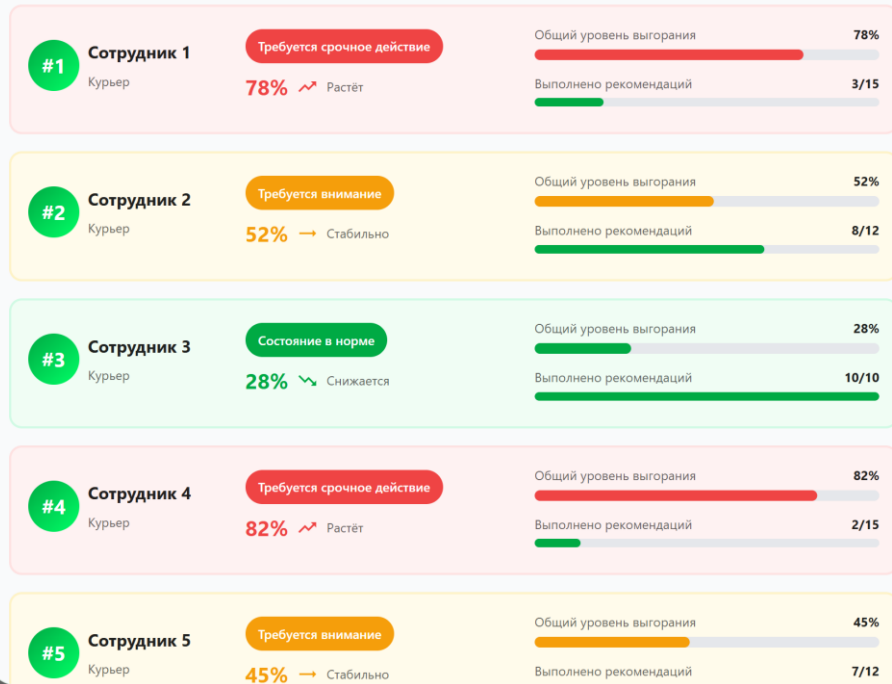 #1
Сотрудник 1
Курьер
Требуется срочное действие
78% Растёт
Общий уровень выгорания 78%
Выполнено рекомендаций 3/15
#2
Сотрудник 2
Курьер
Требуется внимание
52% Стабильно
Общий уровень выгорания 52%
Выполнено рекомендаций 8/12
#3
Сотрудник 3
Курьер
Состояние в норме
28% Снижается
Общий уровень выгорания 28%
Выполнено рекомендаций 10/10
#4
Сотрудник 4
Курьер
Требуется срочное действие
82% Растёт
Общий уровень выгорания 82%
Выполнено рекомендаций 2/15
#5
Сотрудник 5
Курьер
Требуется внимание
45% Стабильно
Общий уровень выгорания 45%
Выполнено рекомендаций 7/12